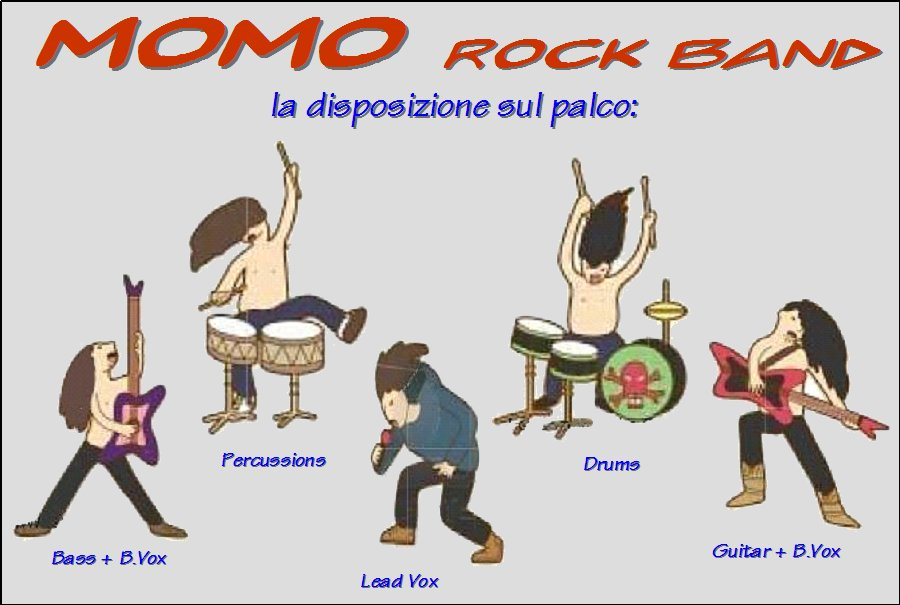 MOMO ROCK BAND
la disposizione sul palco:
Percussions
Drums
Bass + B.Vox
Guitar + B.Vox
Lead Vox